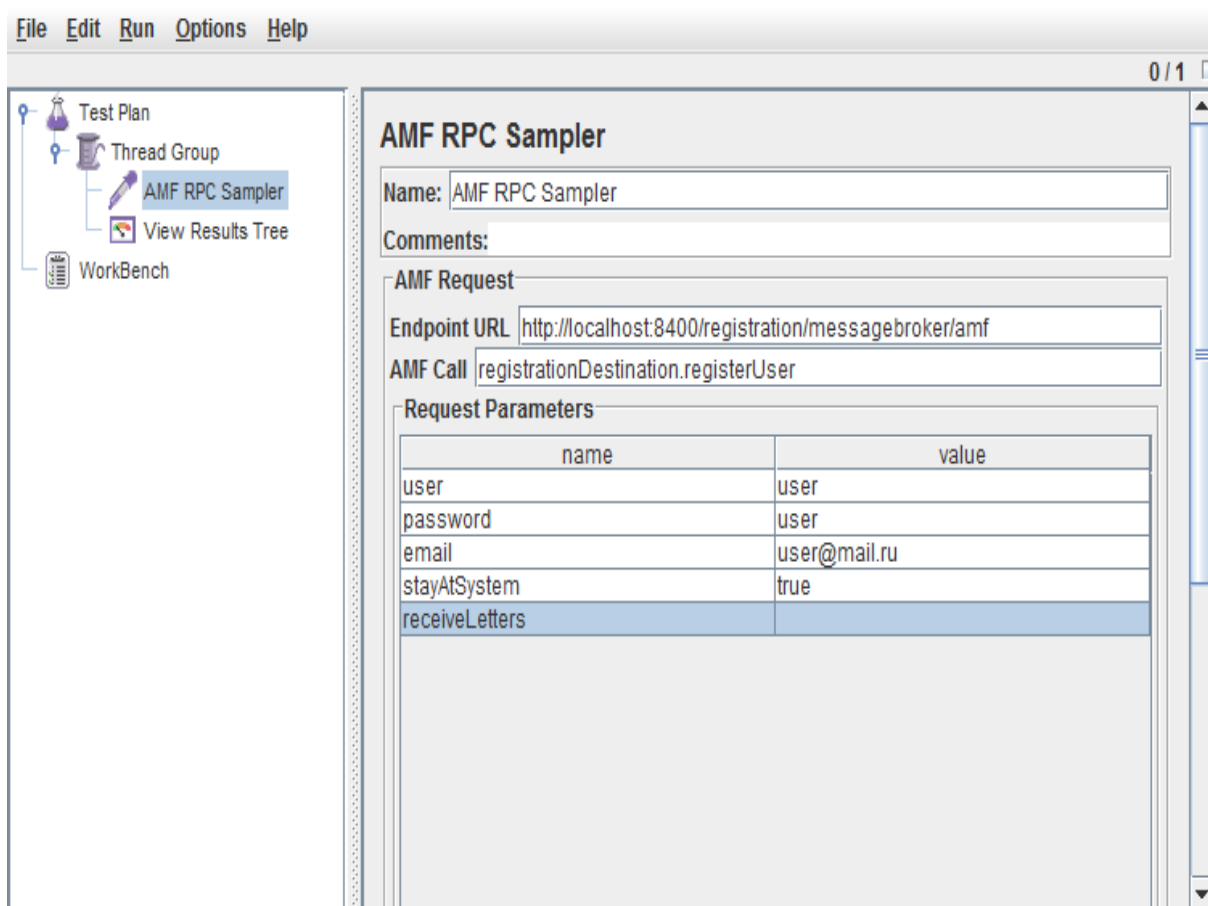 File Edit Run Options Help
0 / 1
Test Plan
Thread Group
AMF RPC Sampler
View Results Tree
WorkBench
AMF RPC Sampler
Name: AMF RPC Sampler
Comments:
AMF Request
Endpoint URL http://localhost:8400/registration/messagebroker/amf
AMF Call registrationDestination.registerUser
Request Parameters
name value
user user
password user
email user@mail.ru
stayAtSystem true
receiveLetters